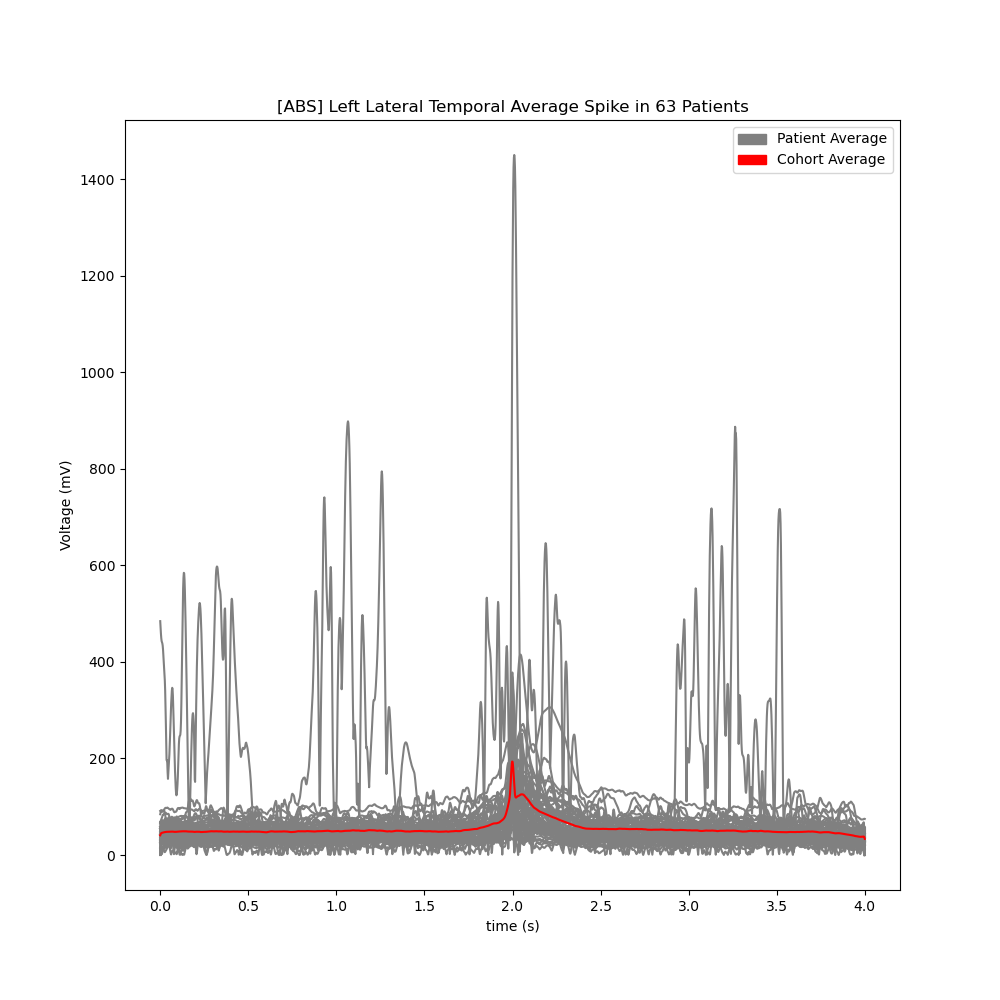 [ABS] Left Lateral Temporal Average Spike in 63 Patients
Patient Average
Cohort Average
Voltage (mV)
1400
1200
1000
800
600
400
200
0
0.0 0.5 1.0 1.5 2.0 2.5 3.0 3.5 4.0
time (s)